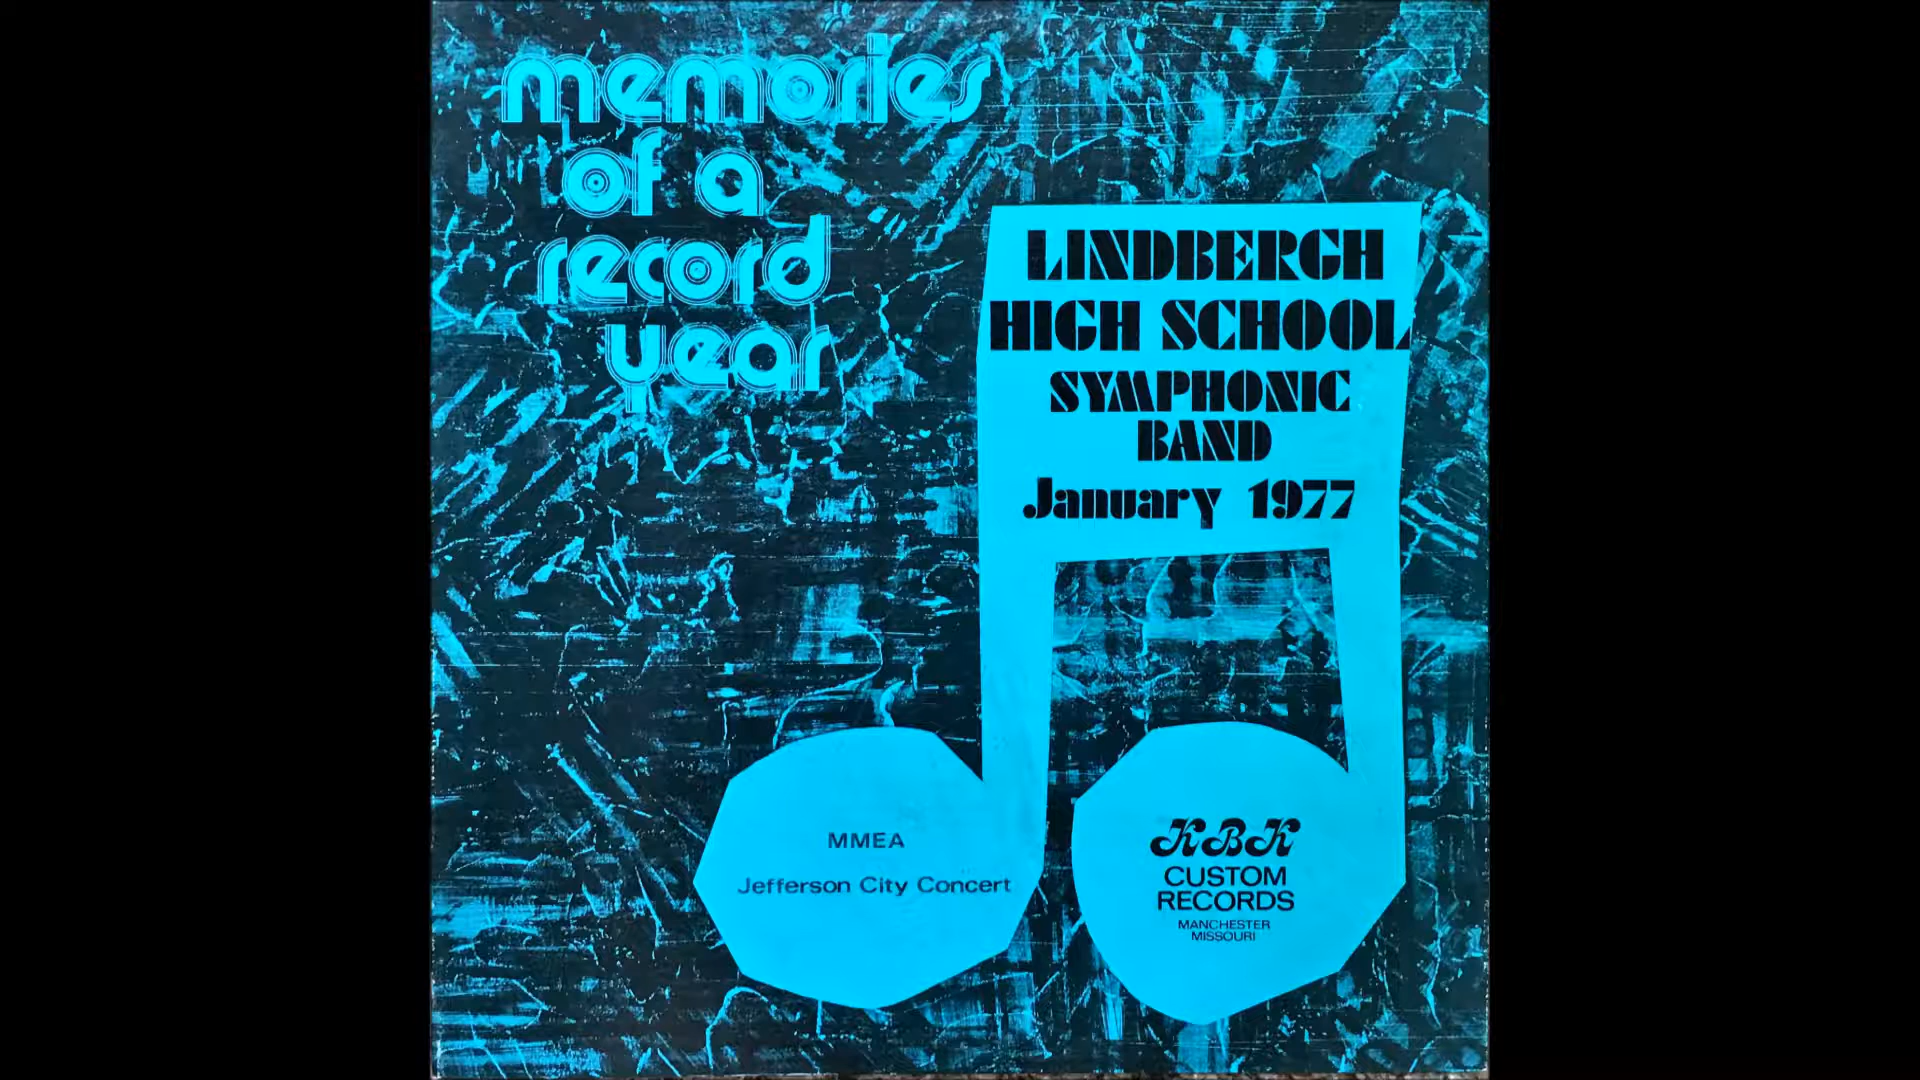 memories
of a
record
year
LINDBERGH
HIGH SCHOOL
SYMPHONIC
BAND
January 1977
MMEA
Jefferson City Concert
KBK
CUSTOM
RECORDS
MANCHESTER
MISSOURI